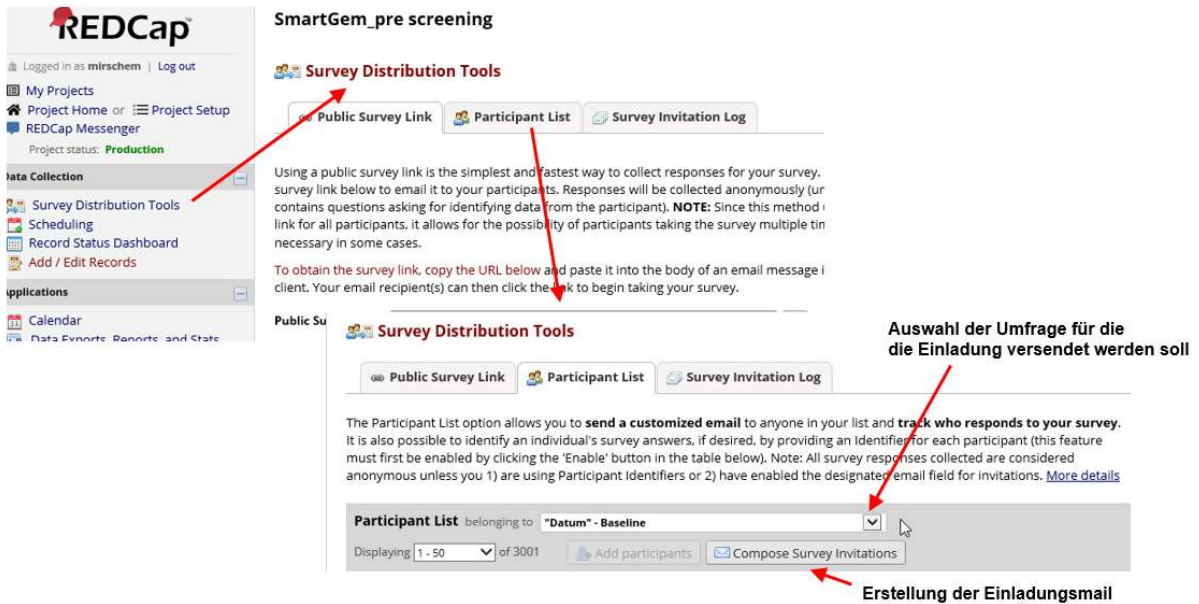 REDCap
Logged in as mirschem | Log out
My Projects
Project Home or Project Setup
REDCap Messenger
Project status: Production
Data Collection
Survey Distribution Tools
Scheduling
Record Status Dashboard
Add / Edit Records
Applications
Calendar
Data Exports, Reports, and Stats
SmartGem_pre screening
Survey Distribution Tools
Public Survey Link Participant List Survey Invitation Log
Using a public survey link is the simplest and fastest way to collect responses for your survey.
survey link below to email it to your participants. Responses will be collected anonymously (un
contains questions asking for identifying data from the participant). NOTE: Since this method
link for all participants, it allows for the possibility of participants taking the survey multiple tim
necessary in some cases.
To obtain the survey link, copy the URL below and paste it into the body of an email message i
client. Your email recipient(s) can then click the link to begin taking your survey.
Public Su
Survey Distribution Tools
Public Survey Link Participant List Survey Invitation Log
Auswahl der Umfrage für die
die Einladung versendet werden soll
The Participant List option allows you to send a customized email to anyone in your list and track who responds to your survey.
It is also possible to identify an individual's survey answers, if desired, by providing an Identifier for each participant (this feature
must first be enabled by clicking the 'Enable' button in the table below). Note: All survey responses collected are considered
anonymous unless you 1) are using Participant Identifiers or 2) have enabled the designated email field for invitations. More details
Participant List belonging to "Datum" - Baseline
Displaying 1 - 50 of 3001 Add participants Compose Survey Invitations
Erstellung der Einladungsmail